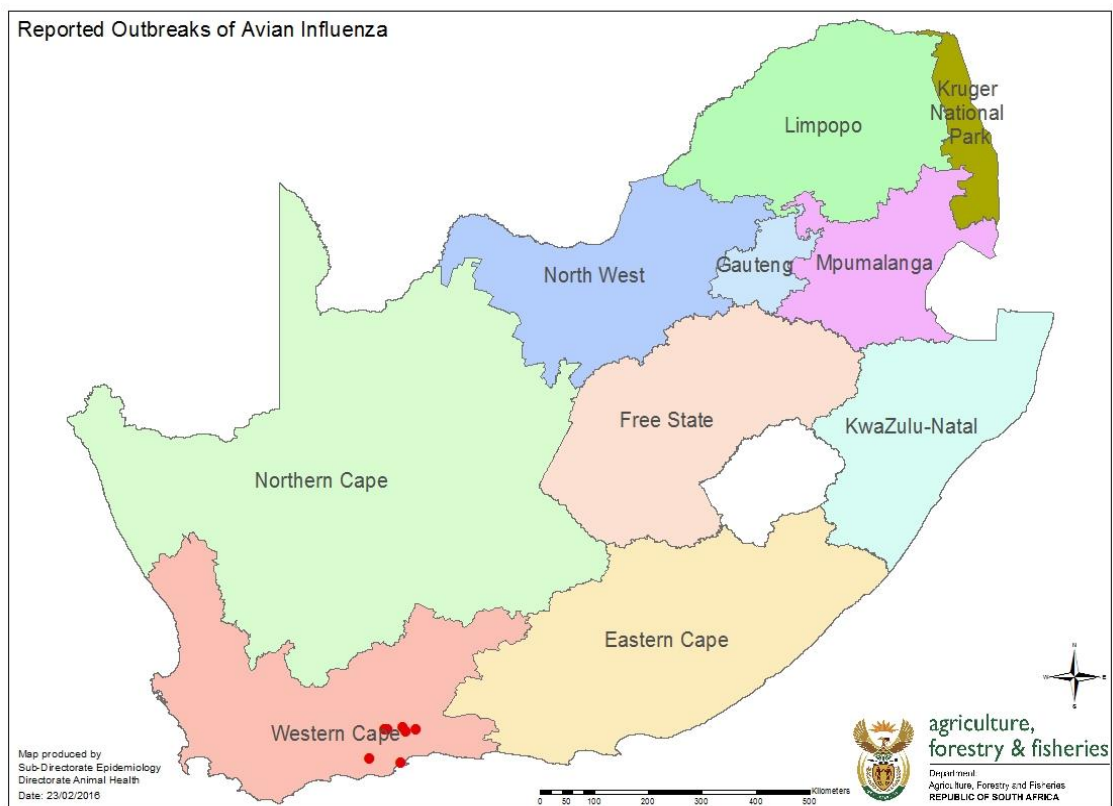 Reported Outbreaks of Avian Influenza
Kruger
National
Park
Limpopo
North West
Gauteng
Mpumalanga
Free State
KwaZulu-Natal
Northern Cape
Eastern Cape
Western Cape
N
W E
S
Map produced by
Sub-Directorate Epidemiology
Directorate Animal Health
Date: 23/02/2016
Kilometers
0 50 100 200 300 400 500
agriculture,
forestry & fisheries
Department:
Agriculture, Forestry and Fisheries
REPUBLIC OF SOUTH AFRICA